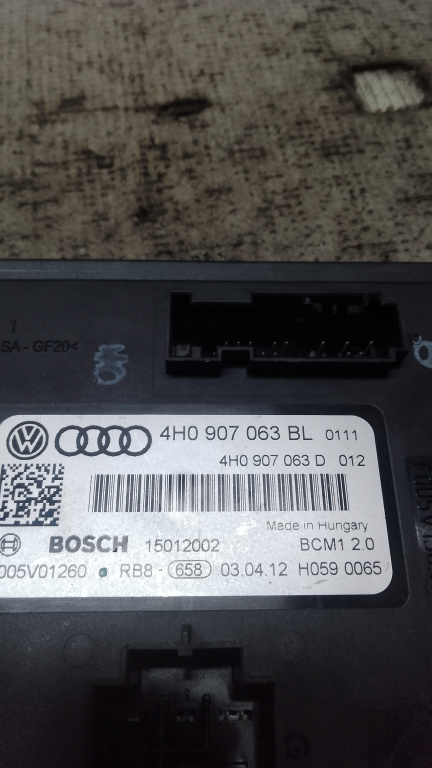 1
SA - GF20<
4H0 907 063 BL 0111
4H0 907 063 D 012
Made in Hungary
BOSCH 15012002 BCM1 2.0
005V01260 • RB8 - 658 03.04.12 H059 0065